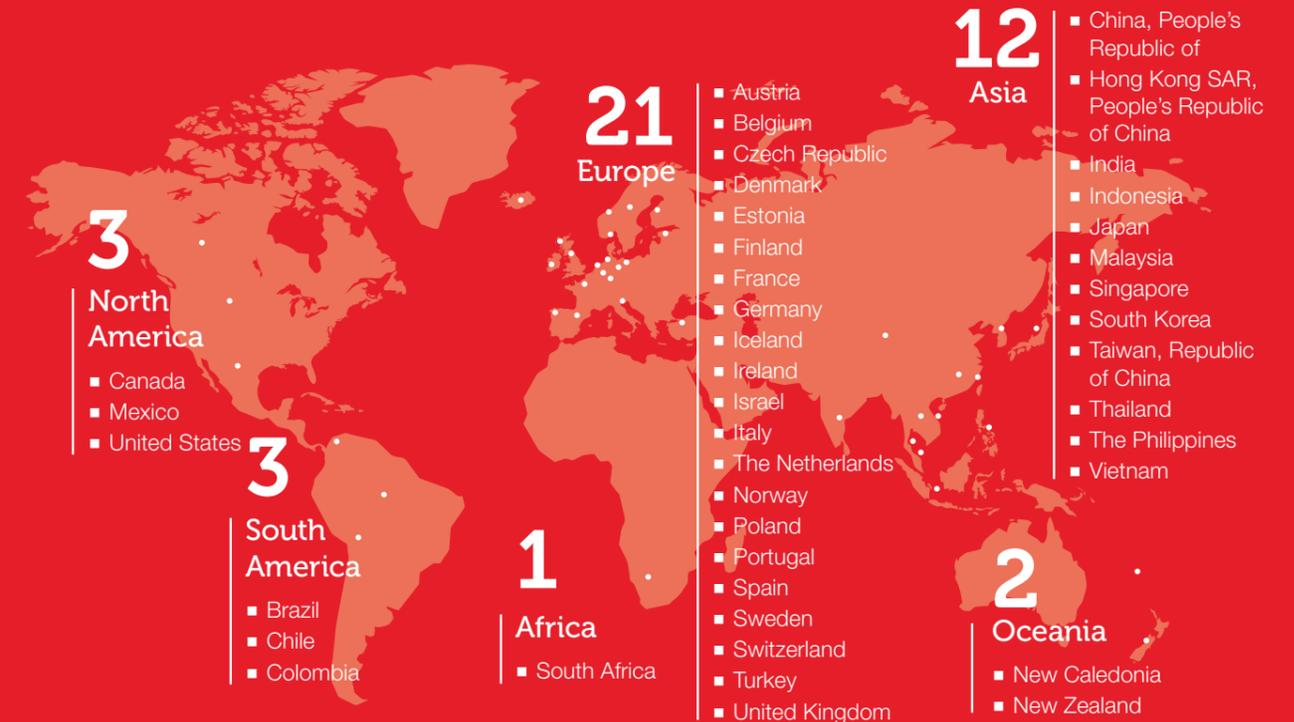 3
North
America
Canada
Mexico
United States
3
South
America
Brazil
Chile
Colombia
1
Africa
South Africa
21
Europe
Austria
Belgium
Czech Republic
Denmark
Estonia
Finland
France
Germany
Iceland
Ireland
Israel
Italy
The Netherlands
Norway
Poland
Portugal
Spain
Sweden
Switzerland
Turkey
United Kingdom
12
Asia
China, People’s
Republic of
Hong Kong SAR,
People’s Republic
of China
India
Indonesia
Japan
Malaysia
Singapore
South Korea
Taiwan, Republic
of China
Thailand
The Philippines
Vietnam
2
Oceania
New Caledonia
New Zealand